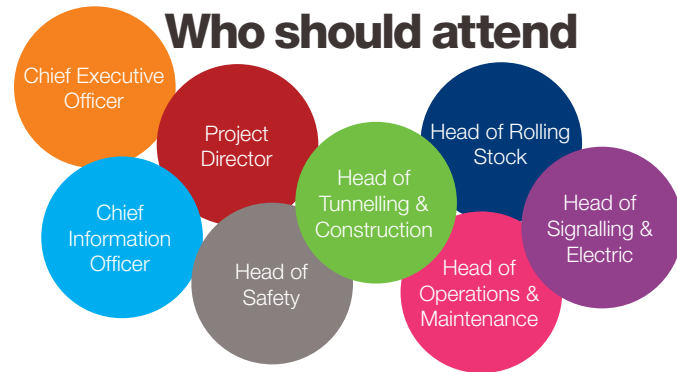 Who should attend
Chief Executive
Officer
Project
Director
Head of Rolling
Stock
Head of
Tunnelling &
Construction
Head of
Signalling &
Electric
Chief
Information
Officer
Head of
Safety
Head of
Operations &
Maintenance